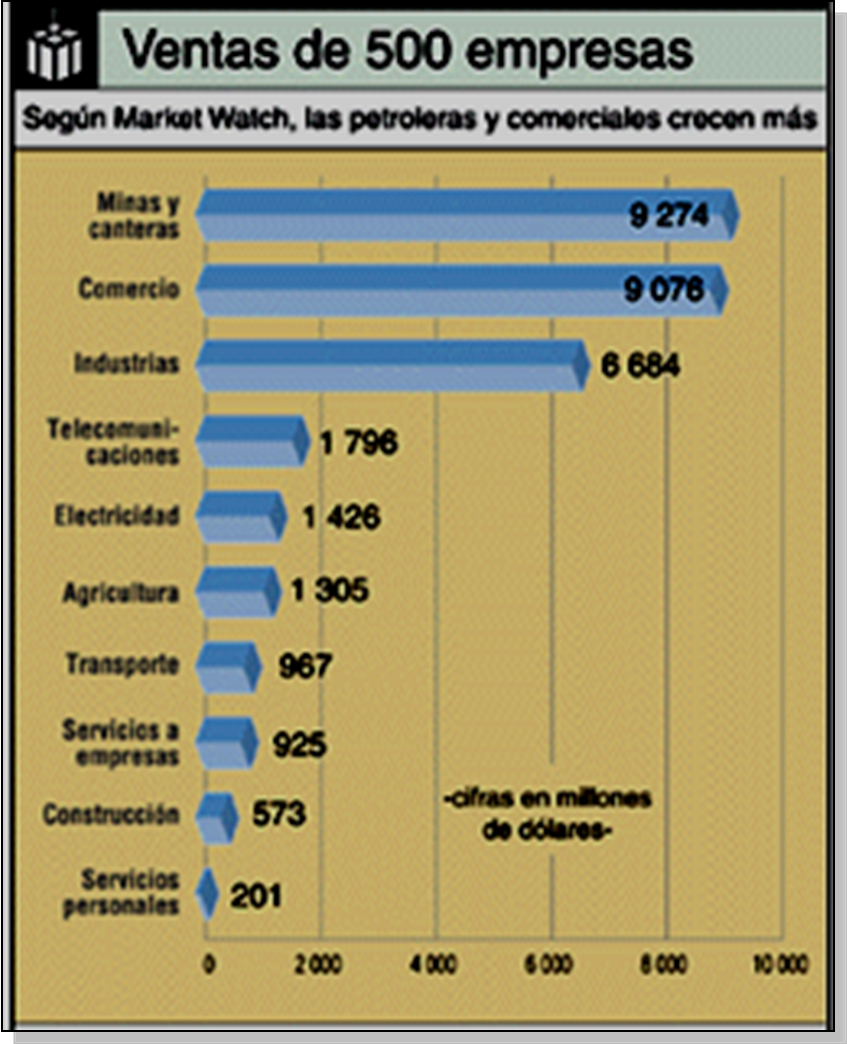 Ventas de 500 empresas
Según Market Watch, las petroleras y comerciales crecen más
Minas y
canteras
9 274
Comercio
9 076
Industrias
6 684
Telecomuni-
caciones
1 796
Electricidad
1 426
Agricultura
1 305
Transporte
967
Servicios a
empresas
925
Construcción
573
Servicios
personales
201
-cifras en millones
de dólares-
0 2 000 4 000 6 000 8 000 10 000